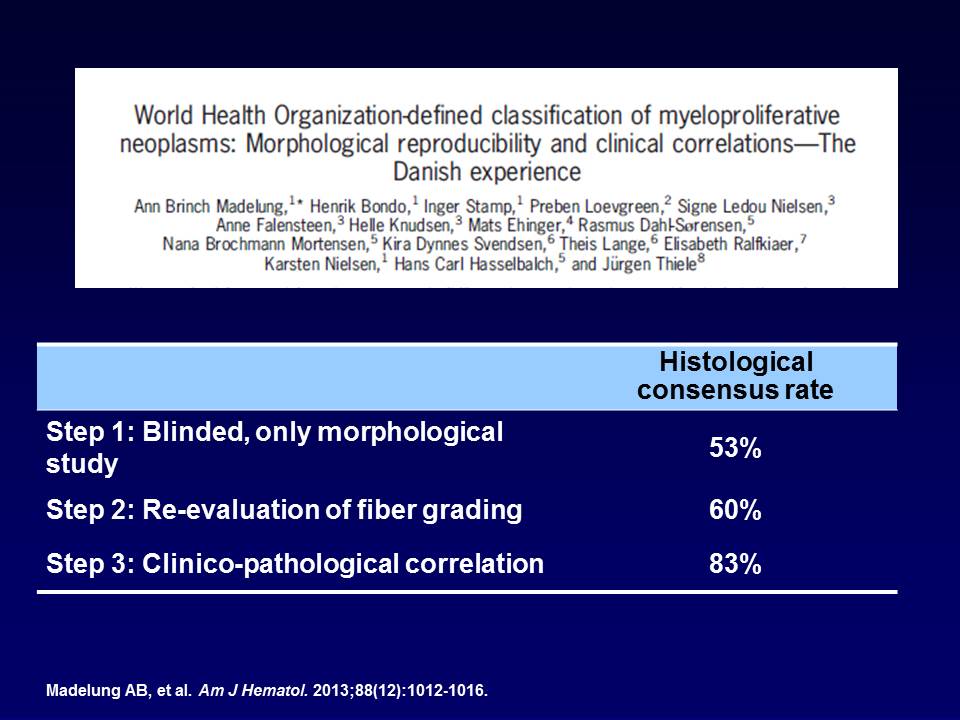 World Health Organization-defined classification of myeloproliferative
neoplasms: Morphological reproducibility and clinical correlations—The
Danish experience
Ann Brinch Madelung,1* Henrik Bondo,1 Inger Stamp,1 Preben Loevgreen,2 Signe Ledou Nielsen,3
Anne Falensteen,3 Helle Knudsen,3 Mats Ehinger,4 Rasmus Dahl-Sørensen,5
Nana Brochmann Mortensen,5 Kira Dynnes Svendsen,6 Theis Lange,6 Elisabeth Ralfkiaer,7
Karsten Nielsen,1 Hans Carl Hasselbalch,5 and Jürgen Thiele8
Histological
consensus rate
Step 1: Blinded, only morphological
study
53%
Step 2: Re-evaluation of fiber grading
60%
Step 3: Clinico-pathological correlation
83%
Madelung AB, et al. Am J Hematol. 2013;88(12):1012-1016.